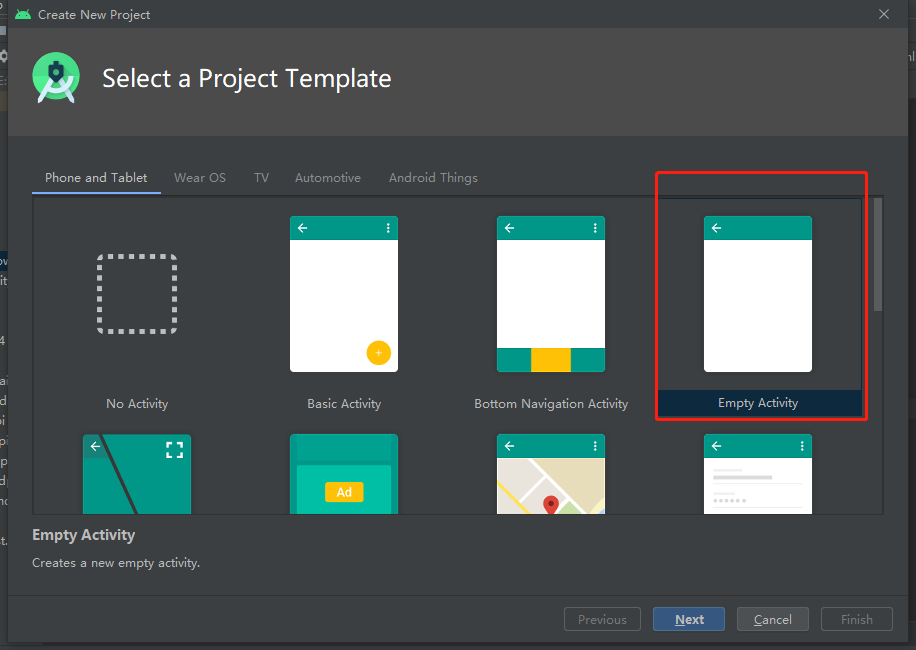 Create New Project
Select a Project Template
Phone and Tablet Wear OS TV Automotive Android Things
No Activity Basic Activity Bottom Navigation Activity Empty Activity
Ad
Empty Activity
Creates a new empty activity.
Previous Next Cancel Finish